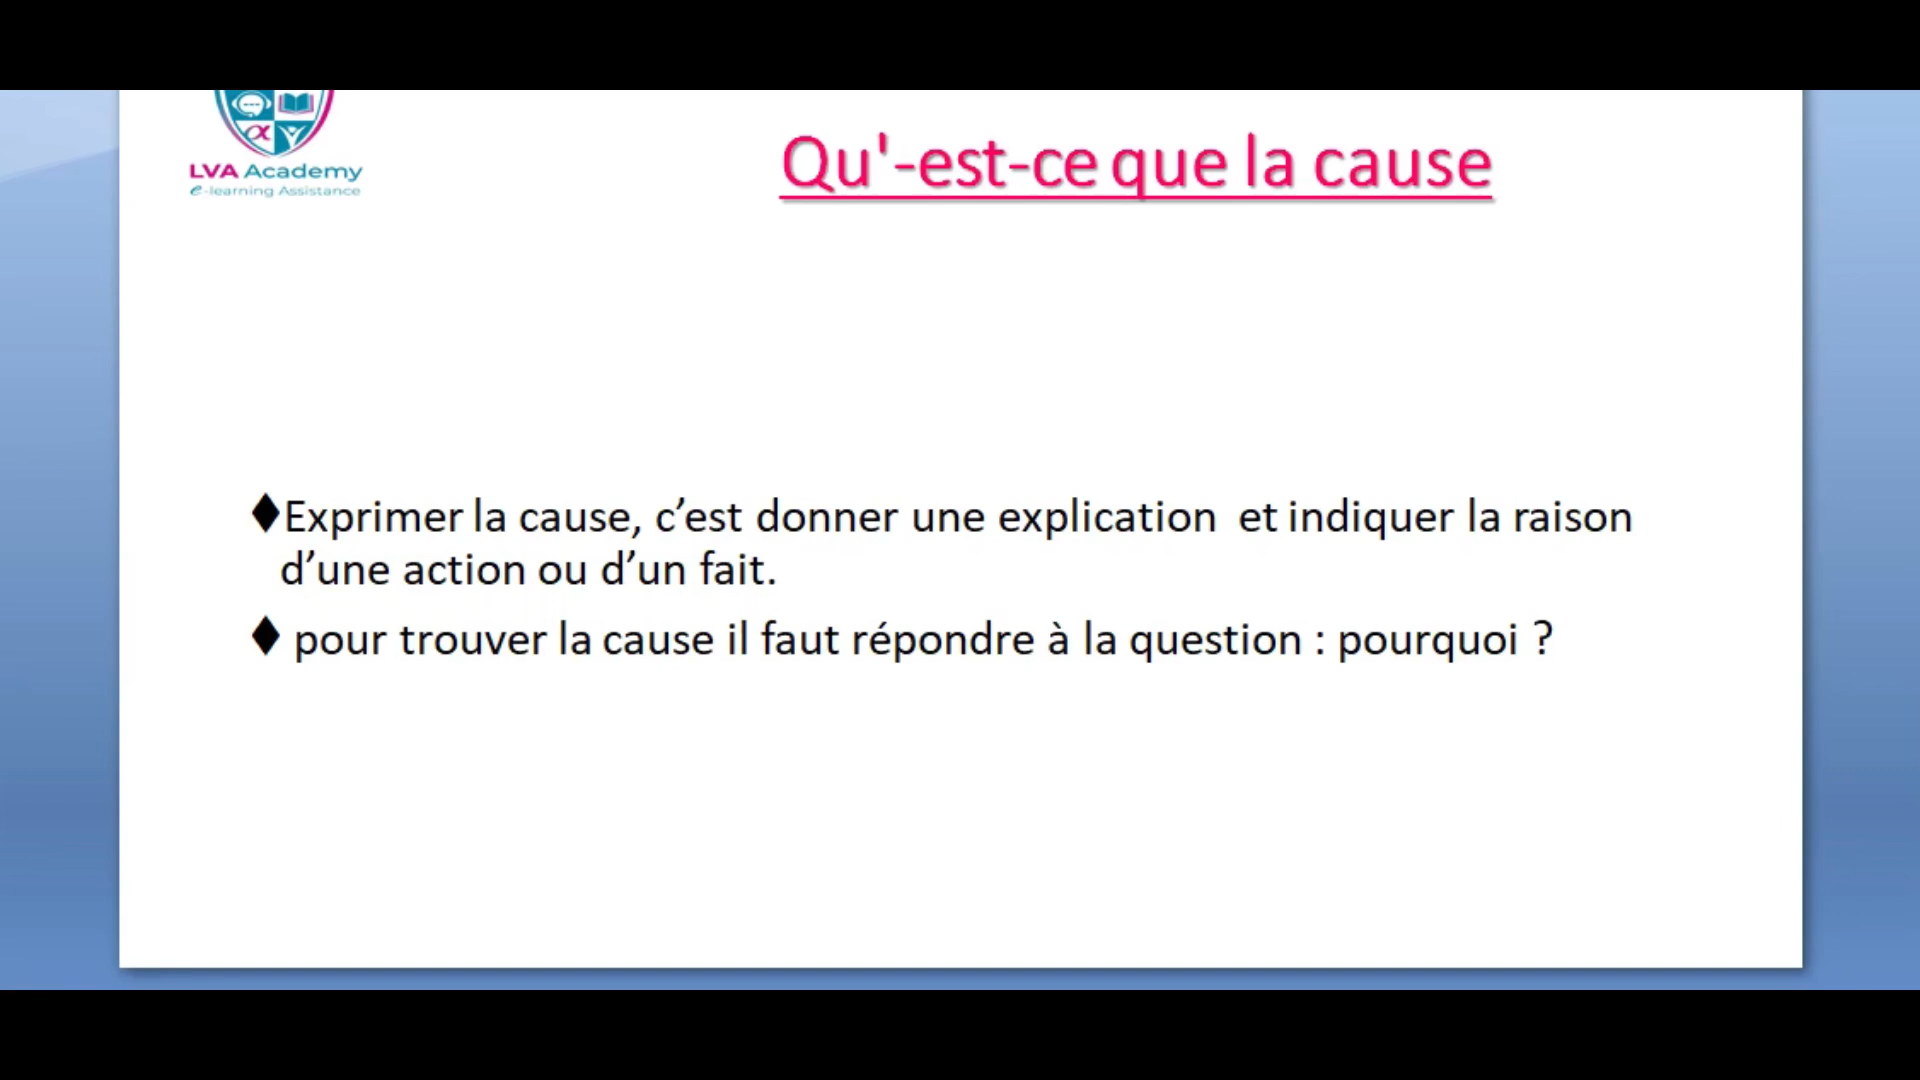 LVA Academy
e-learning Assistance
Qu'-est-ce que la cause
♦Exprimer la cause, c’est donner une explication et indiquer la raison
d’une action ou d’un fait.
♦ pour trouver la cause il faut répondre à la question : pourquoi ?